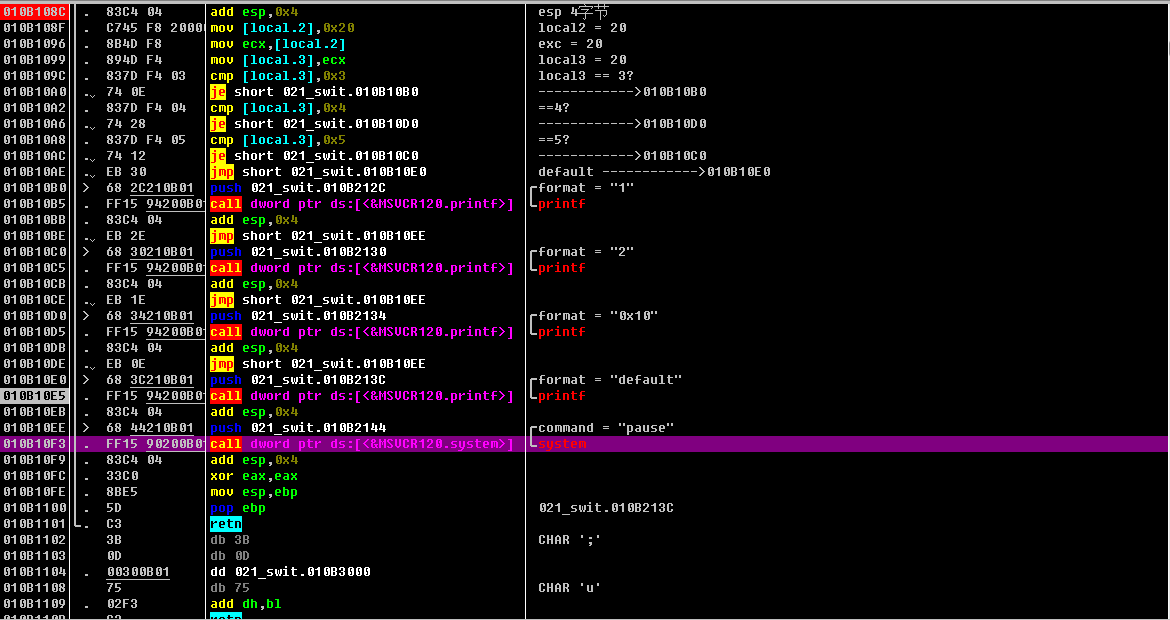 010B108C . 83C4 04 add esp,0x4 esp 4字节
010B108F . C745 F8 2000 mov [local.2],0x20 local2 = 20
010B1096 . 8B4D F8 mov ecx,[local.2] exc = 20
010B1099 . 894D F4 mov [local.3],ecx local3 = 20
010B109C . 837D F4 03 cmp [local.3],0x3 local3 == 3?
010B10A0 .⌄ 74 0E je short 021_swit.010B10B0 ------------>010B10B0
010B10A2 . 837D F4 04 cmp [local.3],0x4 ==4?
010B10A6 .⌄ 74 28 je short 021_swit.010B10D0 ------------>010B10D0
010B10A8 . 837D F4 05 cmp [local.3],0x5 ==5?
010B10AC .⌄ 74 12 je short 021_swit.010B10C0 ------------>010B10C0
010B10AE .⌄ EB 30 jmp short 021_swit.010B10E0 default ------------>010B10E0
010B10B0 > 68 2C210B01 push 021_swit.010B212C format = "1"
010B10B5 . FF15 94200B0 call dword ptr ds:[<&MSVCR120.printf>] printf
010B10BB . 83C4 04 add esp,0x4
010B10BE .⌄ EB 2E jmp short 021_swit.010B10EE
010B10C0 > 68 30210B01 push 021_swit.010B2130 format = "2"
010B10C5 . FF15 94200B0 call dword ptr ds:[<&MSVCR120.printf>] printf
010B10CB . 83C4 04 add esp,0x4
010B10CE .⌄ EB 1E jmp short 021_swit.010B10EE
010B10D0 > 68 34210B01 push 021_swit.010B2134 format = "0x10"
010B10D5 . FF15 94200B0 call dword ptr ds:[<&MSVCR120.printf>] printf
010B10DB . 83C4 04 add esp,0x4
010B10DE .⌄ EB 0E jmp short 021_swit.010B10EE
010B10E0 > 68 3C210B01 push 021_swit.010B213C format = "default"
010B10E5 . FF15 94200B0 call dword ptr ds:[<&MSVCR120.printf>] printf
010B10EB . 83C4 04 add esp,0x4
010B10EE > 68 44210B01 push 021_swit.010B2144 command = "pause"
010B10F3 . FF15 90200B0 call dword ptr ds:[<&MSVCR120.system>] system
010B10F9 . 83C4 04 add esp,0x4
010B10FC . 33C0 xor eax,eax
010B10FE . 8BE5 mov esp,ebp
010B1100 . 5D pop ebp 021_swit.010B213C
010B1101 . C3 retn
010B1102 3B db 3B CHAR ';'
010B1103 0D db 0D
010B1104 . 00300B01 dd 021_swit.010B3000
010B1108 75 db 75 CHAR 'u'
010B1109 . 02F3 add dh,bl